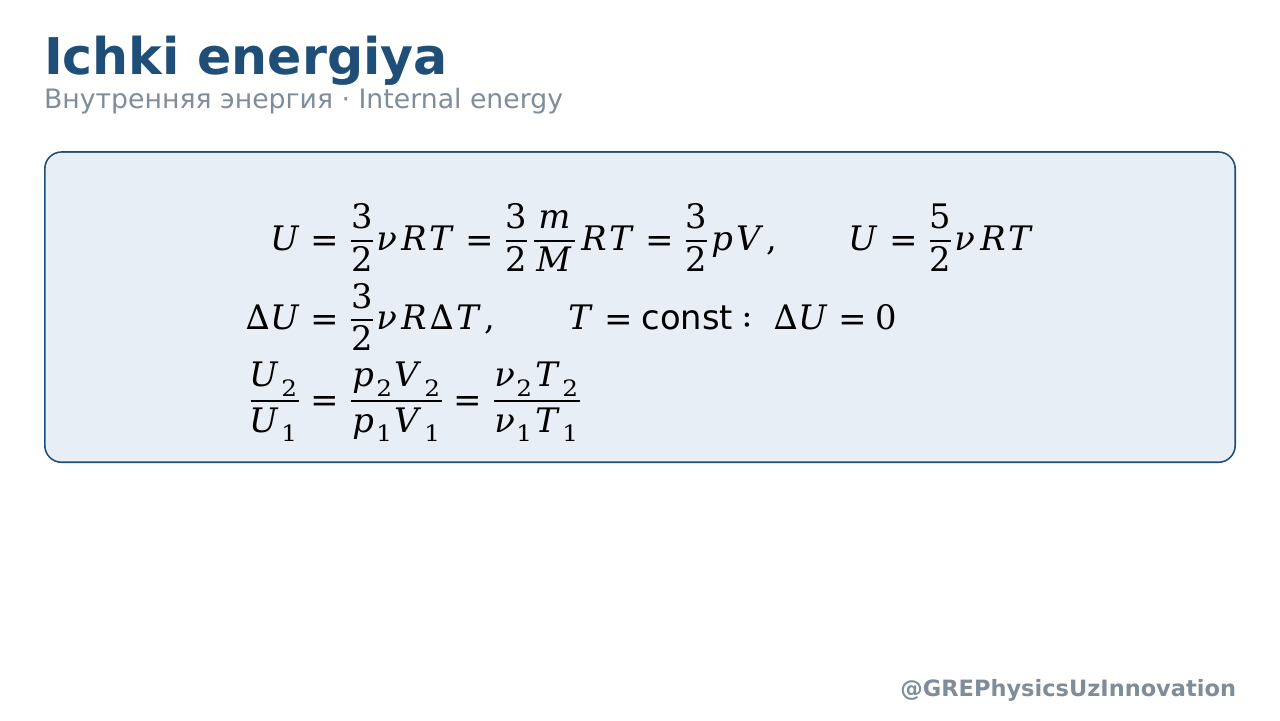 Ichki energiya
Внутренняя энергия · Internal energy
U = 3/2 νRT = 3/2 m/M RT = 3/2 pV,  U = 5/2 νRT
ΔU = 3/2 νRΔT,  T = const :  ΔU = 0
U₂/U₁ = p₂V₂/p₁V₁ = ν₂T₂/ν₁T₁
@GREPhysicsUzInnovation